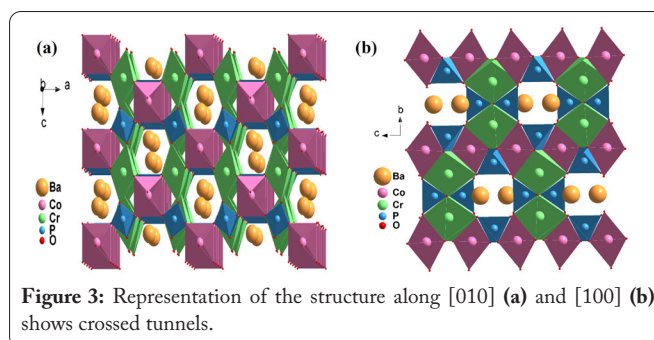 (a)
b
a
c
Ba
Co
Cr
P
O
(b)
b
c
Ba
Co
Cr
P
O
Figure 3: Representation of the structure along [010] (a) and [100] (b)
shows crossed tunnels.